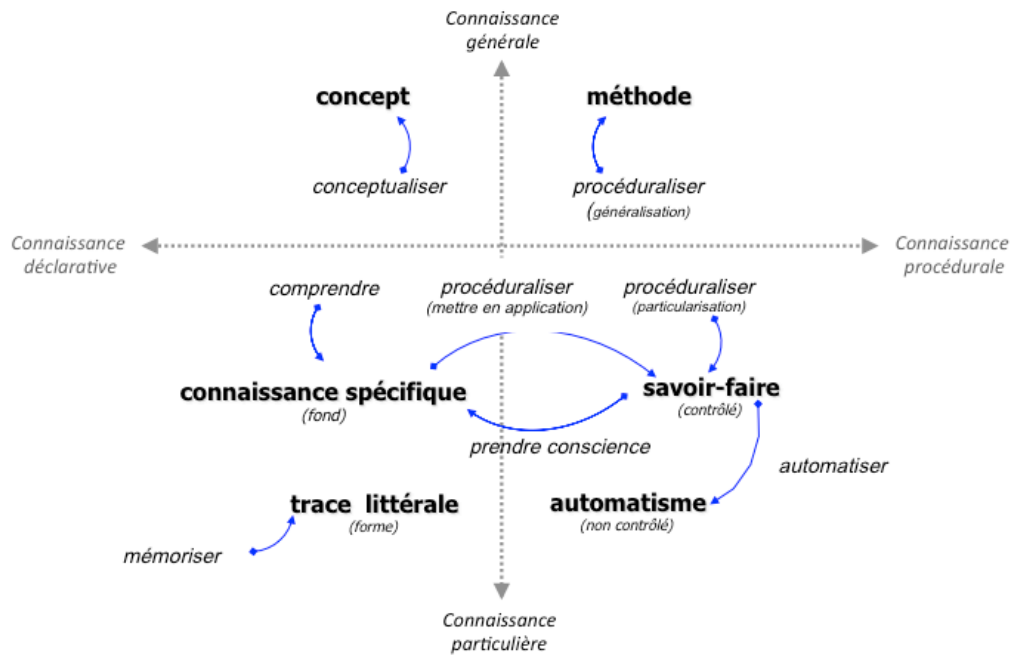 Connaissance
générale
concept
méthode
conceptualiser
procéduraliser
(généralisation)
Connaissance
déclarative
Connaissance
procédurale
comprendre
procéduraliser
(mettre en application)
procéduraliser
(particularisation)
connaissance spécifique
(fond)
savoir-faire
(contrôlé)
prendre conscience
automatiser
trace littérale
(forme)
automatisme
(non contrôlé)
mémoriser
Connaissance
particulière